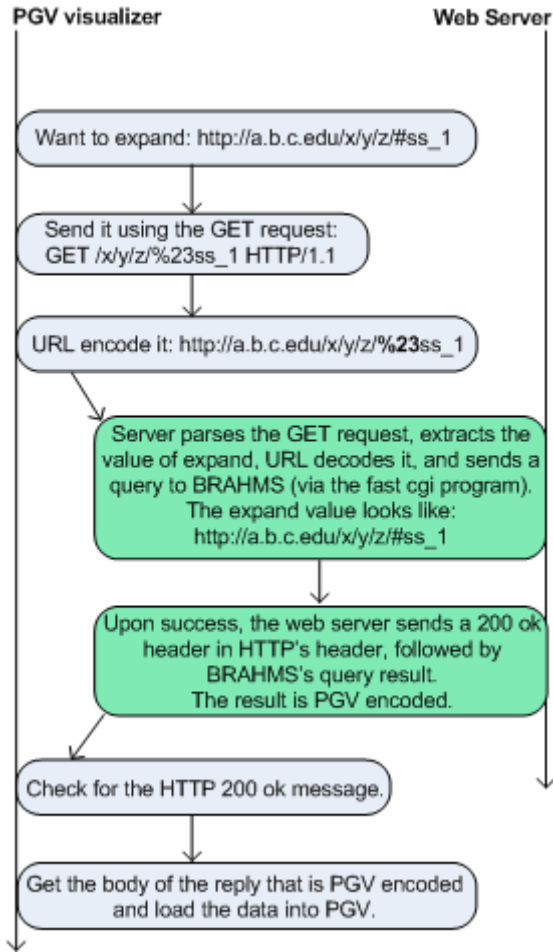 PGV visualizer
Web Server
Want to expand: http://a.b.c.edu/x/y/z/#ss_1
Send it using the GET request:
GET /x/y/z/%23ss_1 HTTP/1.1
URL encode it: http://a.b.c.edu/x/y/z/%23ss_1
Server parses the GET request, extracts the
value of expand, URL decodes it, and sends a
query to BRAHMS (via the fast cgi program).
The expand value looks like:
http://a.b.c.edu/x/y/z/#ss_1
Upon success, the web server sends a 200 ok
header in HTTP's header, followed by
BRAHMS's query result.
The result is PGV encoded.
Check for the HTTP 200 ok message.
Get the body of the reply that is PGV encoded
and load the data into PGV.